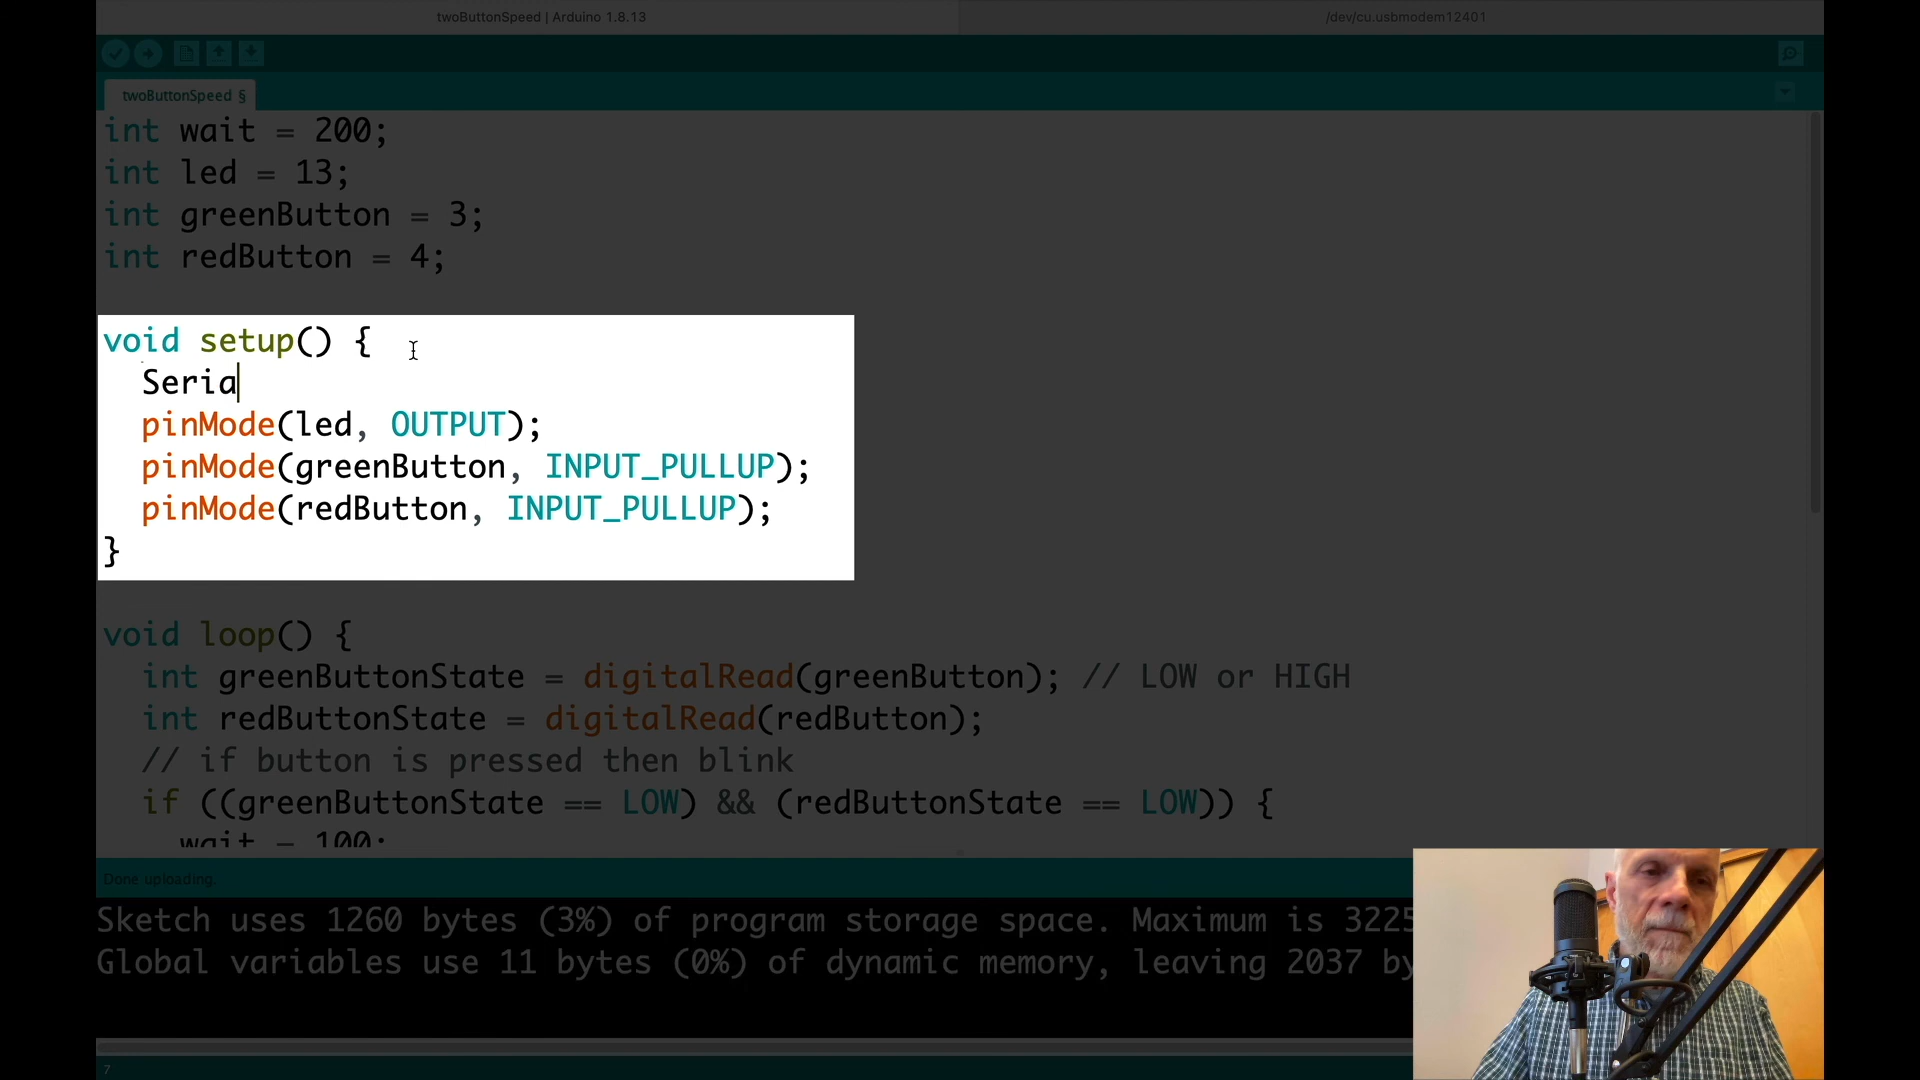 twoButtonSpeed | Arduino 1.8.13
/dev/cu.usbmodem12401
twoButtonSpeed §
int wait = 200;
int led = 13;
int greenButton = 3;
int redButton = 4;
void setup() {
Seria
pinMode(led, OUTPUT);
pinMode(greenButton, INPUT_PULLUP);
pinMode(redButton, INPUT_PULLUP);
}
void loop() {
int greenButtonState = digitalRead(greenButton); // LOW or HIGH
int redButtonState = digitalRead(redButton);
// if button is pressed then blink
if ((greenButtonState == LOW) && (redButtonState == LOW)) {
wait = 100;
Done uploading.
Sketch uses 1260 bytes (3%) of program storage space. Maximum is 3225
Global variables use 11 bytes (0%) of dynamic memory, leaving 2037 by
7